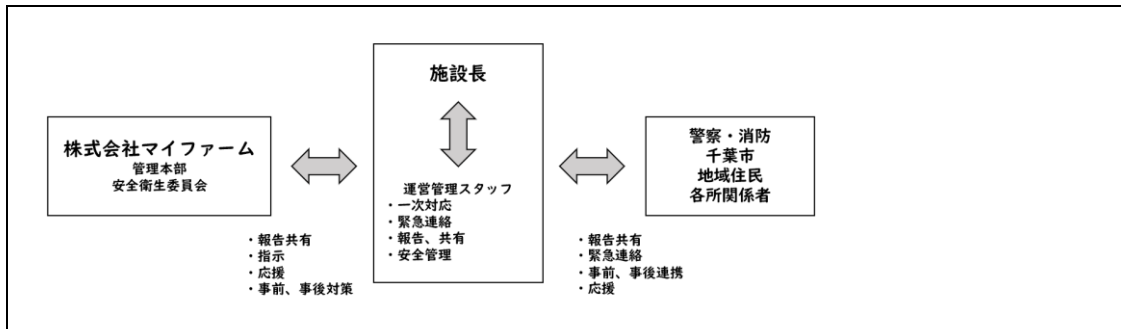 株式会社マイファーム
管理本部
安全衛生委員会
・報告共有
・指示
・応援
・事前、事後対策
施設長
運営管理スタッフ
・一次対応
・緊急連絡
・報告、共有
・安全管理
警察・消防
千葉市
地域住民
各所関係者
・報告共有
・緊急連絡
・事前、事後連携
・応援